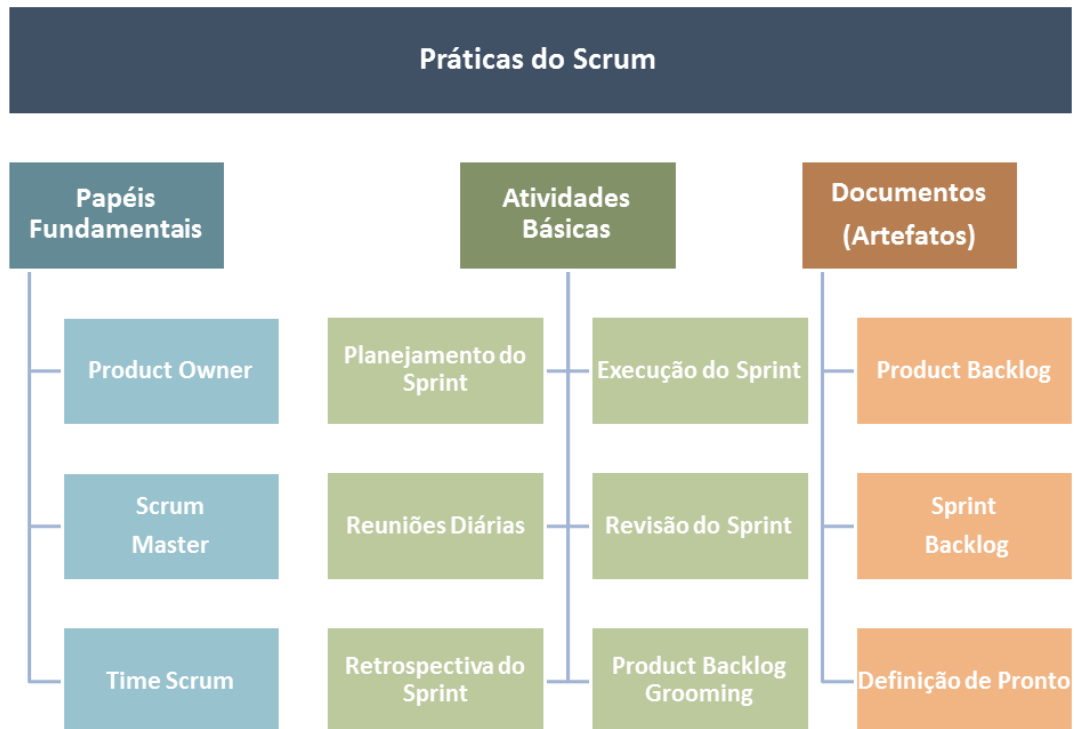 Práticas do Scrum
Papéis
Fundamentais
Atividades
Básicas
Documentos
(Artefatos)
Product Owner
Planejamento do
Sprint
Execução do Sprint
Product Backlog
Scrum
Master
Reuniões Diárias
Revisão do Sprint
Sprint
Backlog
Time Scrum
Retrospectiva do
Sprint
Product Backlog
Grooming
Definição de Pronto